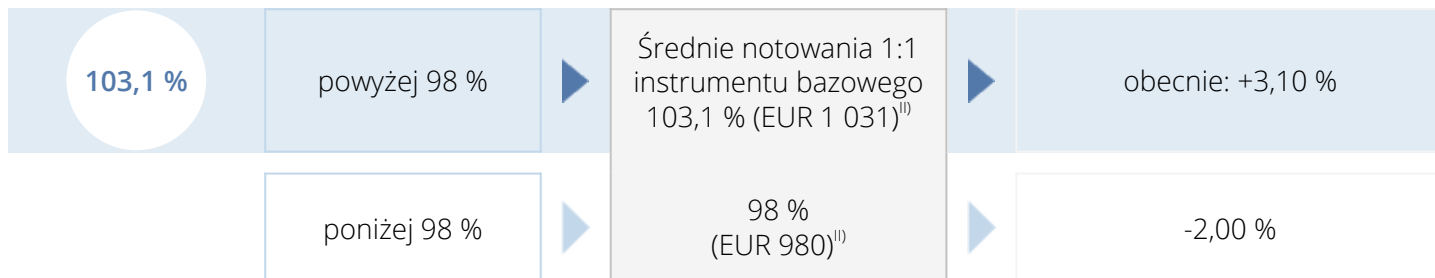 103,1 %
powyżej 98 %
Średnie notowania 1:1
instrumentu bazowego
103,1 % (EUR 1 031)II)
obecnie: +3,10 %
poniżej 98 %
98 %
(EUR 980)II)
-2,00 %